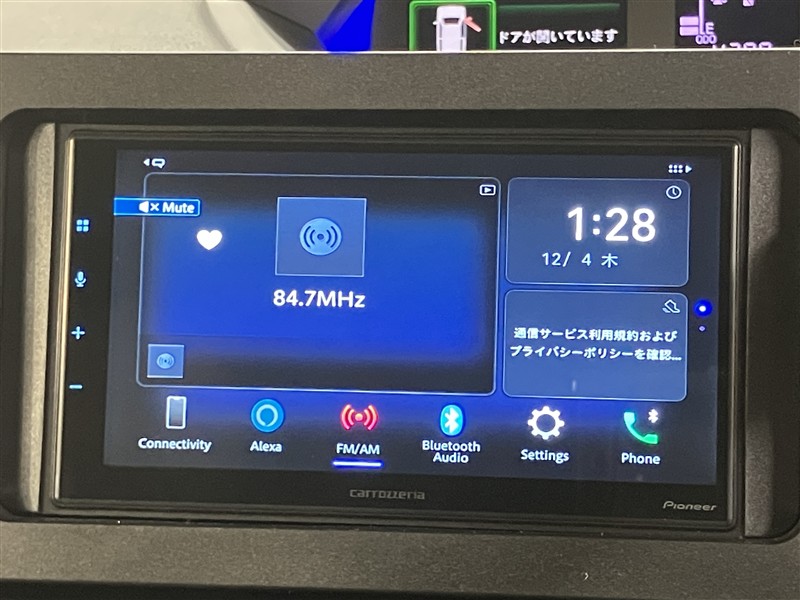 ドアが開いています
E
ODO
Mute
84.7MHz
1:28
12/ 4 木
通信サービス利用規約および
プライバシーポリシーを確認...
Connectivity
Alexa
FM/AM
Bluetooth
Audio
Settings
Phone
carrozzeria
Pioneer